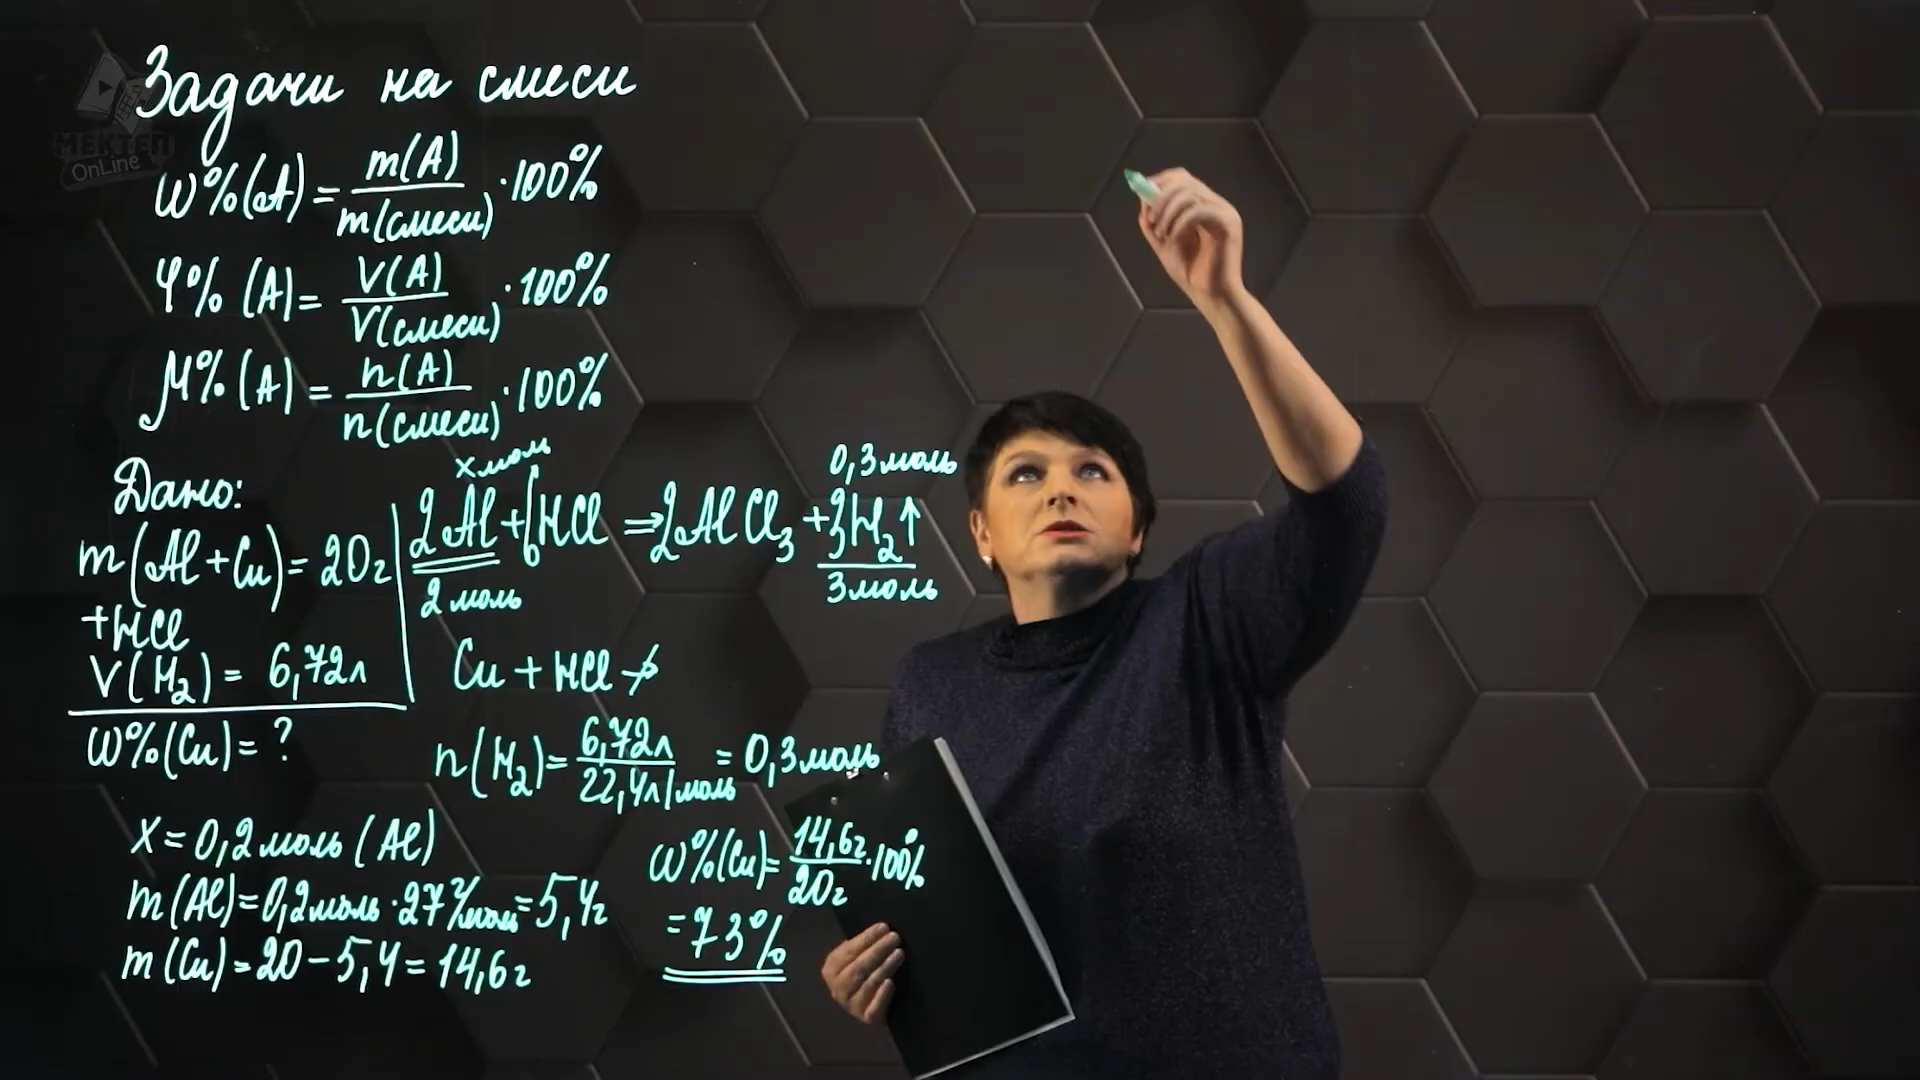 МЕКТЕП
OnLine
Задачи на смеси
ω%(A) = m(A) / m(смеси) · 100%
φ% (A) = V(A) / V(смеси) · 100%
M% (A) = n(A) / n(смеси) · 100%
Дано:
m(Al + Cu) = 20г
+ HCl
V(H₂) = 6,72л
ω%(Cu) = ?
x моль
0,3 моль
2Al + 6HCl ⇒ 2AlCl₃ + 3H₂↑
2 моль
3 моль
Cu + HCl ↛
n(H₂) = 6,72л / 22,4л/моль = 0,3 моль
X = 0,2 моль (Al)
m(Al) = 0,2 моль · 27 г/моль = 5,4г
m(Cu) = 20 - 5,4 = 14,6г
ω%(Cu) = 14,6г / 20г · 100%
= 73%